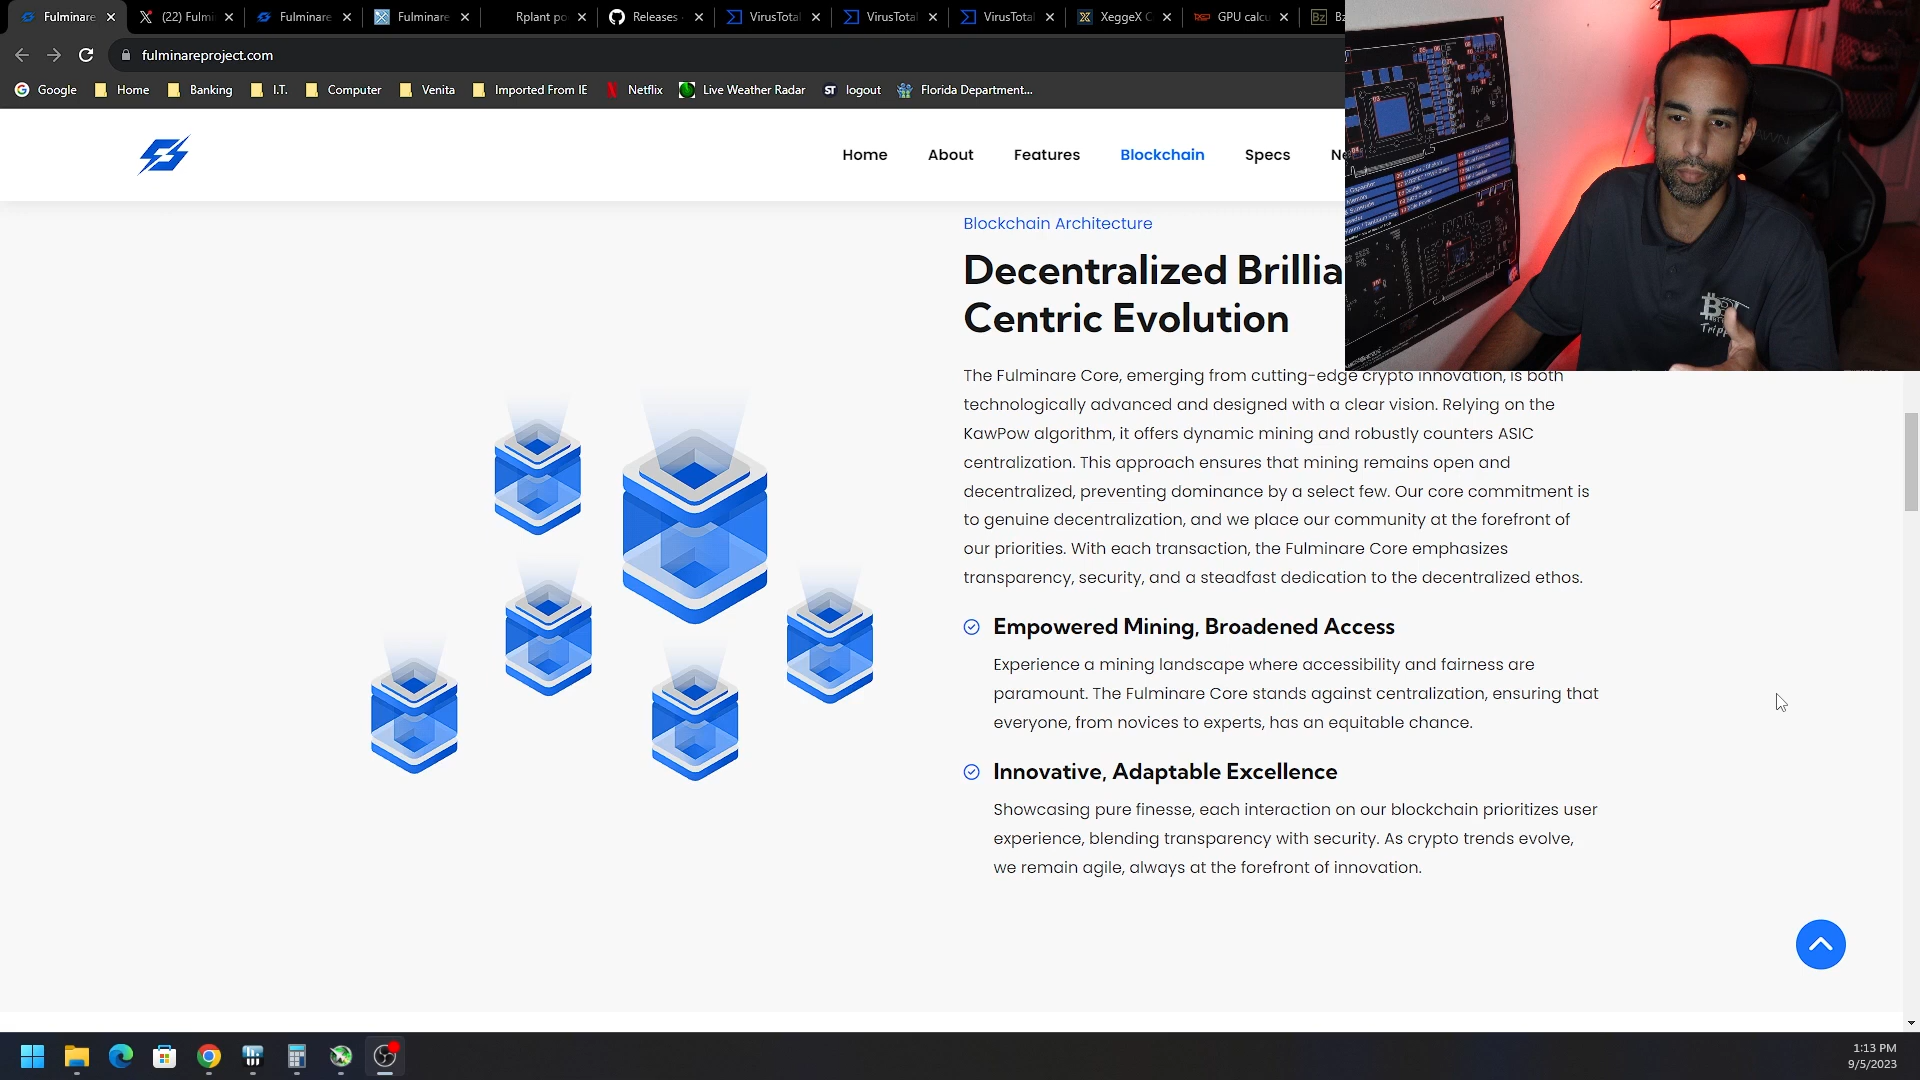 Fulminare
(22) Fulmi
Fulminare
Fulminare
Rplant po
Releases
VirusTotal
VirusTotal
VirusTotal
XeggeX C
GPU calcu
fulminareproject.com
Google
Home
Banking
I.T.
Computer
Venita
Imported From IE
Netflix
Live Weather Radar
ST logout
Florida Department...
Home
About
Features
Blockchain
Specs
Blockchain Architecture
Decentralized Brillia
Centric Evolution
The Fulminare Core, emerging from cutting-edge crypto innovation, is both
technologically advanced and designed with a clear vision. Relying on the
KawPow algorithm, it offers dynamic mining and robustly counters ASIC
centralization. This approach ensures that mining remains open and
decentralized, preventing dominance by a select few. Our core commitment is
to genuine decentralization, and we place our community at the forefront of
our priorities. With each transaction, the Fulminare Core emphasizes
transparency, security, and a steadfast dedication to the decentralized ethos.
Empowered Mining, Broadened Access
Experience a mining landscape where accessibility and fairness are
paramount. The Fulminare Core stands against centralization, ensuring that
everyone, from novices to experts, has an equitable chance.
Innovative, Adaptable Excellence
Showcasing pure finesse, each interaction on our blockchain prioritizes user
experience, blending transparency with security. As crypto trends evolve,
we remain agile, always at the forefront of innovation.
1:13 PM
9/5/2023